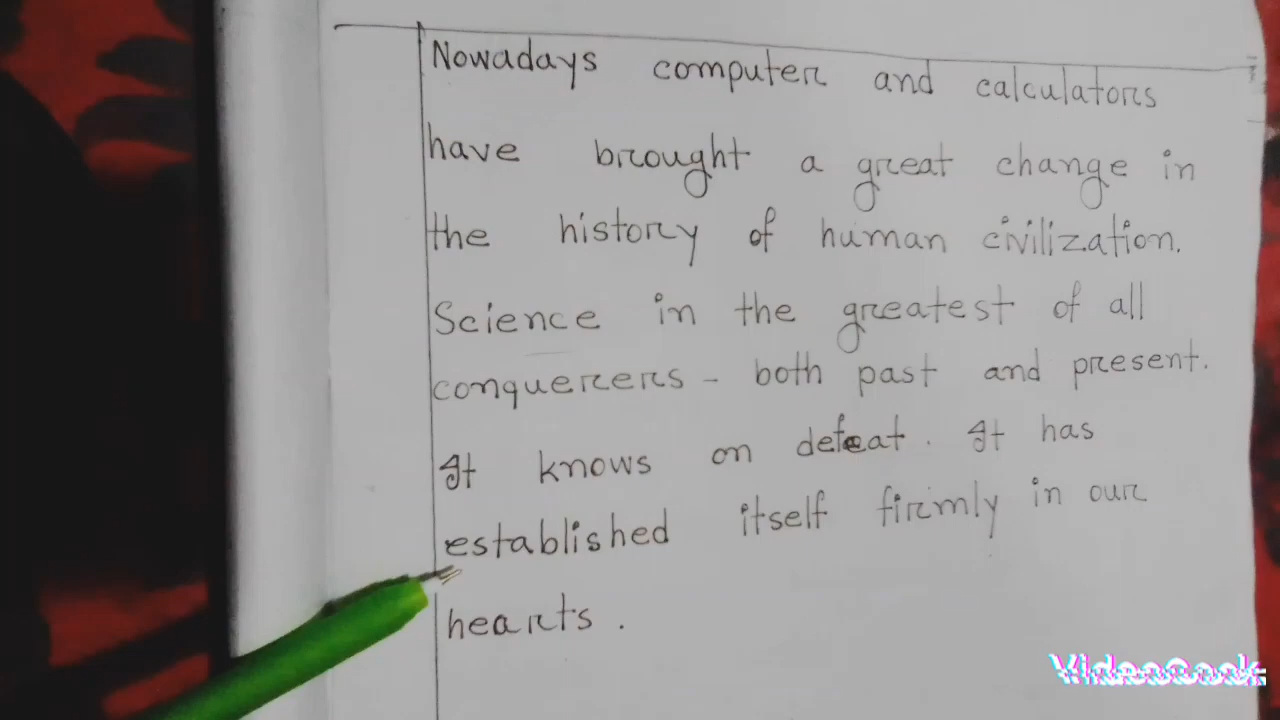 Nowadays computer and calculators
have brought a great change in
the history of human civilization.
Science in the greatest of all
conquerers - both past and present.
It knows on defeat. It has
established itself firmly in our
hearts.
VideoGook